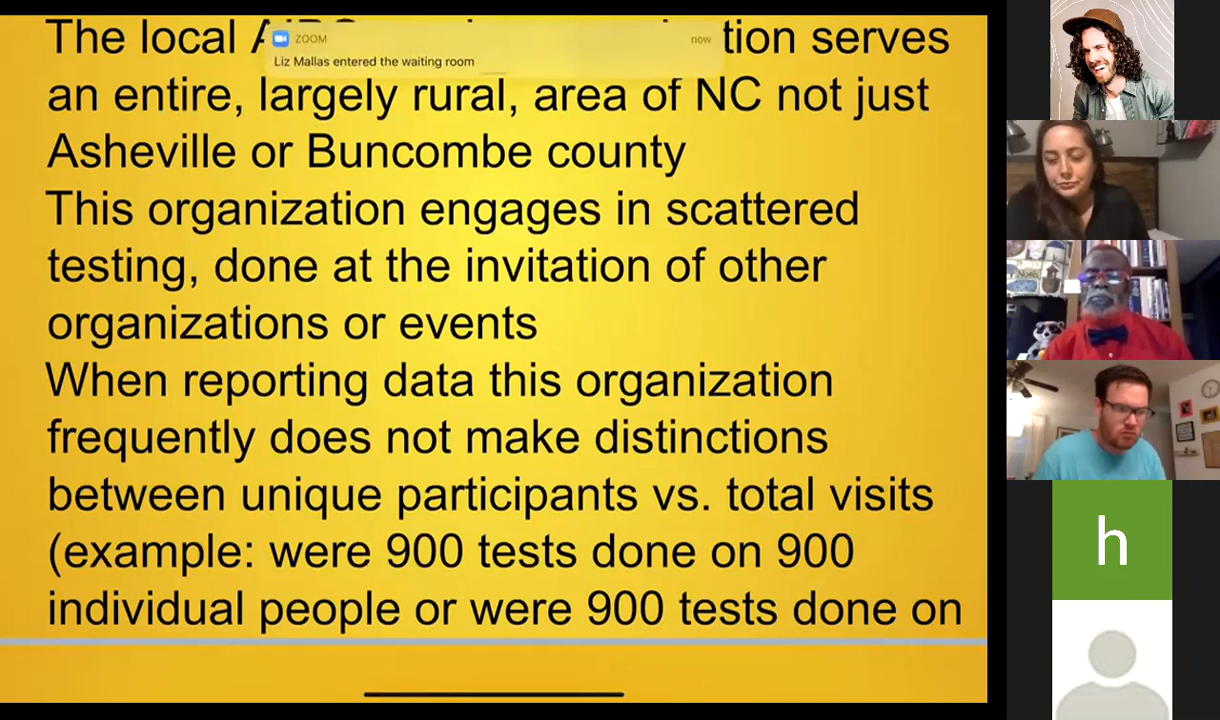 The local
tion serves
ZOOM
now
Liz Mallas entered the waiting room
an entire, largely rural, area of NC not just
Asheville or Buncombe county
This organization engages in scattered
testing, done at the invitation of other
organizations or events
When reporting data this organization
frequently does not make distinctions
between unique participants vs. total visits
(example: were 900 tests done on 900
individual people or were 900 tests done on
h